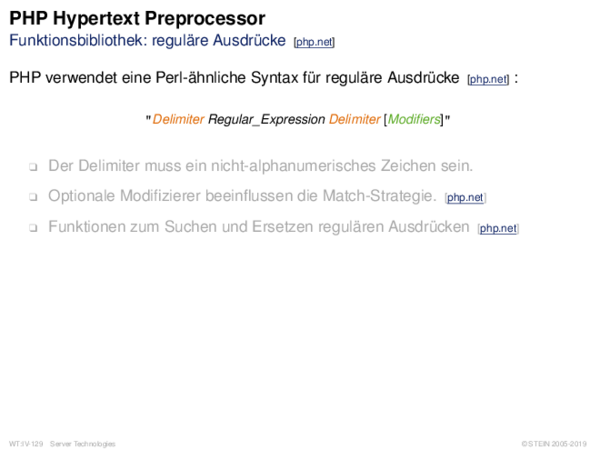 PHP Hypertext Preprocessor
Funktionsbibliothek: reguläre Ausdrücke [php.net]
PHP verwendet eine Perl-ähnliche Syntax für reguläre Ausdrücke [php.net] :
"Delimiter Regular_Expression Delimiter [Modifiers]"
❑ Der Delimiter muss ein nicht-alphanumerisches Zeichen sein.
❑ Optionale Modifizierer beeinflussen die Match-Strategie. [php.net]
❑ Funktionen zum Suchen und Ersetzen regulären Ausdrücken [php.net]
WT:IV-129 Server Technologies © STEIN 2005-2019